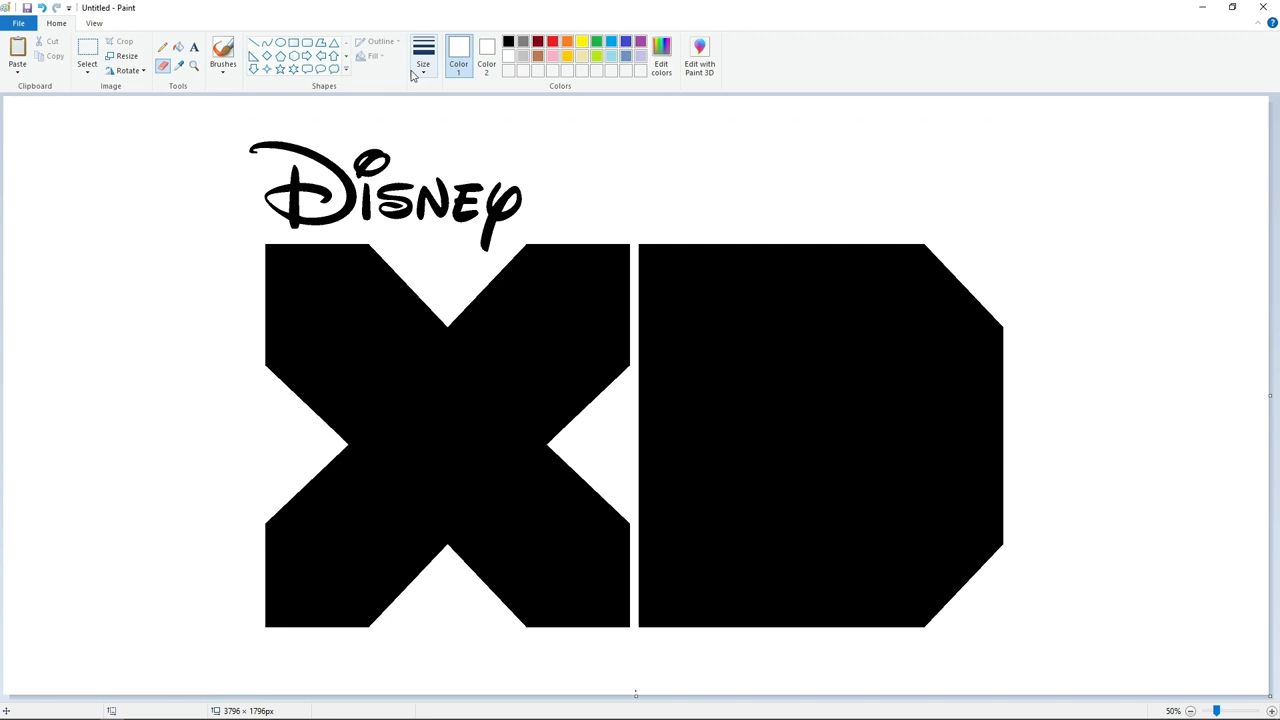 Untitled - Paint
File Home View
Paste
Cut
Copy
Clipboard
Select
Crop
Resize
Rotate
Image
A
Tools
Brushes
Outline
Fill
Shapes
Size
Color
1
Color
2
Colors
Edit
colors
Edit with
Paint 3D
Disney
XD
3796 × 1796px
50%